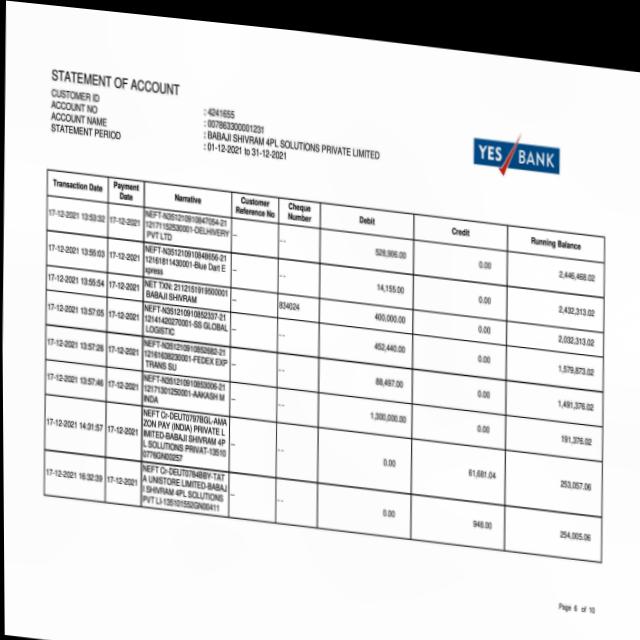 STATEMENT OF ACCOUNT
CUSTOMER ID : 4241655
ACCOUNT NO : 007863300001231
ACCOUNT NAME : BABAJI SHIVRAM 4PL SOLUTIONS PRIVATE LIMITED
STATEMENT PERIOD : 01-12-2021 to 31-12-2021
YES BANK
Transaction Date Payment Date Narrative Customer Reference No Cheque Number Debit Credit Running Balance
17-12-2021 13:53:32 17-12-2021 NEFT-N351210910847054-21
12171152530001-DELHIVERY
PVT LTD -- -- 528,906.00 0.00 2,446,468.02
17-12-2021 13:55:03 17-12-2021 NEFT-N351210910848656-21
12161811430001-Blue Dart E
xpress -- -- 14,155.00 0.00 2,432,313.02
17-12-2021 13:55:54 17-12-2021 NET TXN: 2112151919500001
BABAJI SHIVRAM -- 834024 400,000.00 0.00 2,032,313.02
17-12-2021 13:57:05 17-12-2021 NEFT-N351210910852337-21
12141420270001-SS GLOBAL
LOGISTIC -- -- 452,440.00 0.00 1,579,873.02
17-12-2021 13:57:26 17-12-2021 NEFT-N351210910852682-21
12161638230001-FEDEX EXP
TRANS SU -- -- 88,497.00 0.00 1,491,376.02
17-12-2021 13:57:46 17-12-2021 NEFT-N351210910853006-21
12171301250001-AAKASH M
INDA -- -- 1,300,000.00 0.00 191,376.02
17-12-2021 14:31:57 17-12-2021 NEFT Cr-DEUT0797BGL-AMA
ZON PAY (INDIA) PRIVATE L
IMITED-BABAJI SHIVRAM 4P
L SOLUTIONS PRIVAT-13510
0776GN00257 -- -- 0.00 61,681.04 253,057.06
17-12-2021 16:32:39 17-12-2021 NEFT Cr-DEUT0784BBY-TAT
A UNISTORE LIMITED-BABAJ
I SHIVRAM 4PL SOLUTIONS
PVT LI-135101552GN00411 -- -- 0.00 948.00 254,005.06
Page 6 of 10